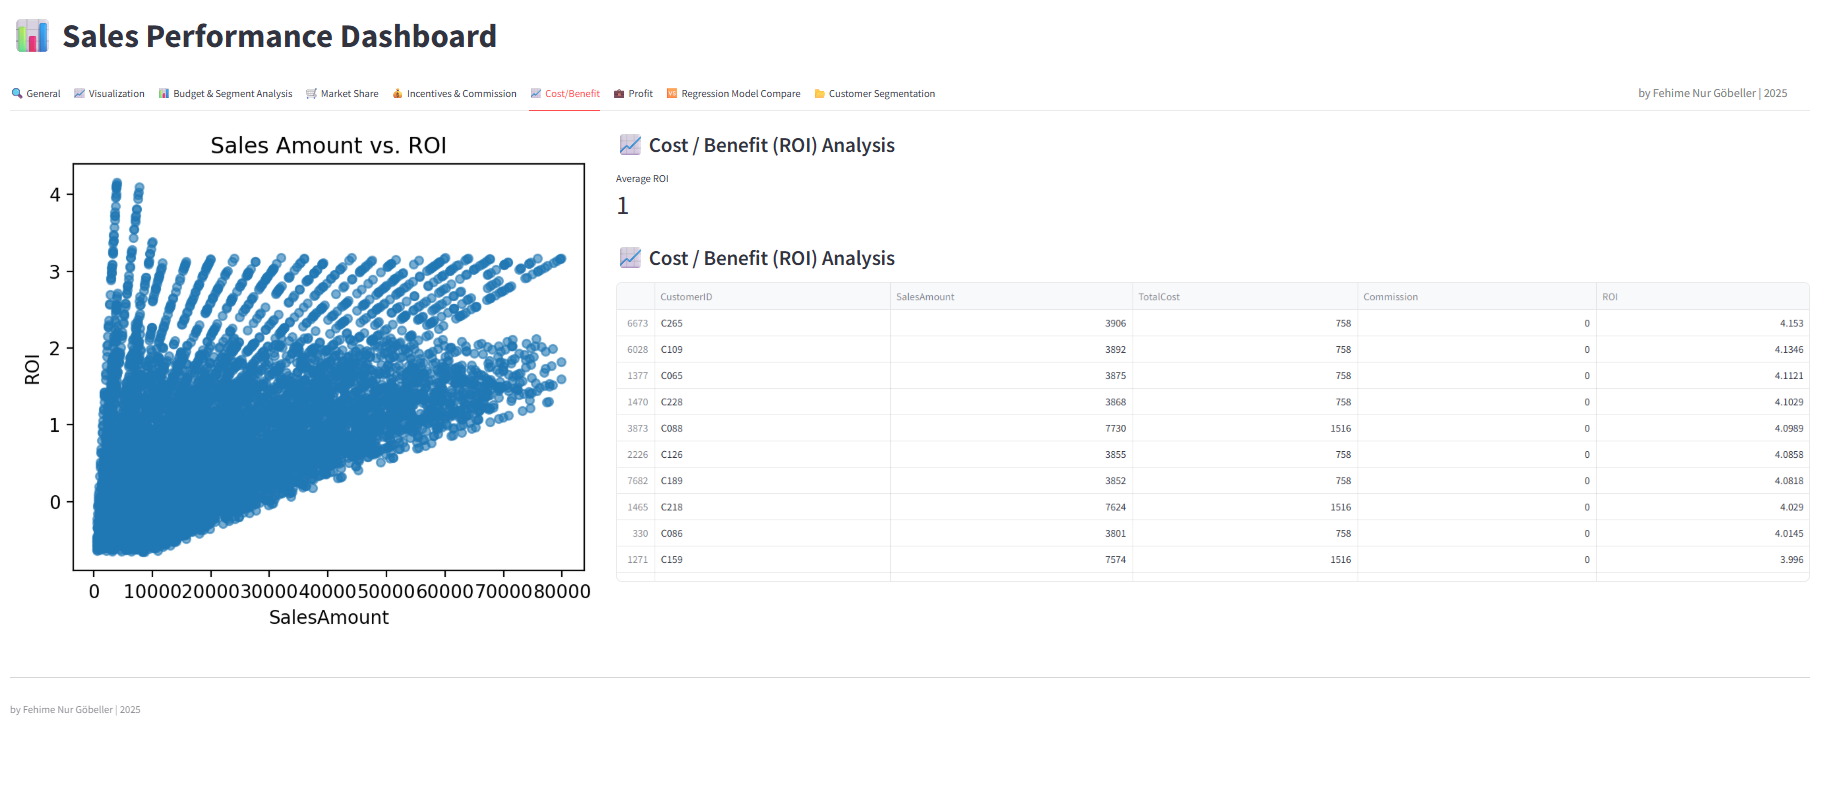 Sales Performance Dashboard
General Visualization Budget & Segment Analysis Market Share Incentives & Commission Cost/Benefit Profit Regression Model Compare Customer Segmentation by Fehime Nur Göbeller | 2025
Sales Amount vs. ROI
4
3
2
1
0
ROI
0 10000 20000 30000 40000 50000 60000 70000 80000
SalesAmount
Cost / Benefit (ROI) Analysis
Average ROI
1
Cost / Benefit (ROI) Analysis
CustomerID SalesAmount TotalCost Commission ROI
6673 C265 3906 758 0 4.153
6028 C109 3892 758 0 4.1346
1377 C065 3875 758 0 4.1121
1470 C228 3868 758 0 4.1029
3873 C088 7730 1516 0 4.0989
2226 C126 3855 758 0 4.0858
7682 C189 3852 758 0 4.0818
1465 C218 7624 1516 0 4.029
330 C086 3801 758 0 4.0145
1271 C159 7574 1516 0 3.996
by Fehime Nur Göbeller | 2025